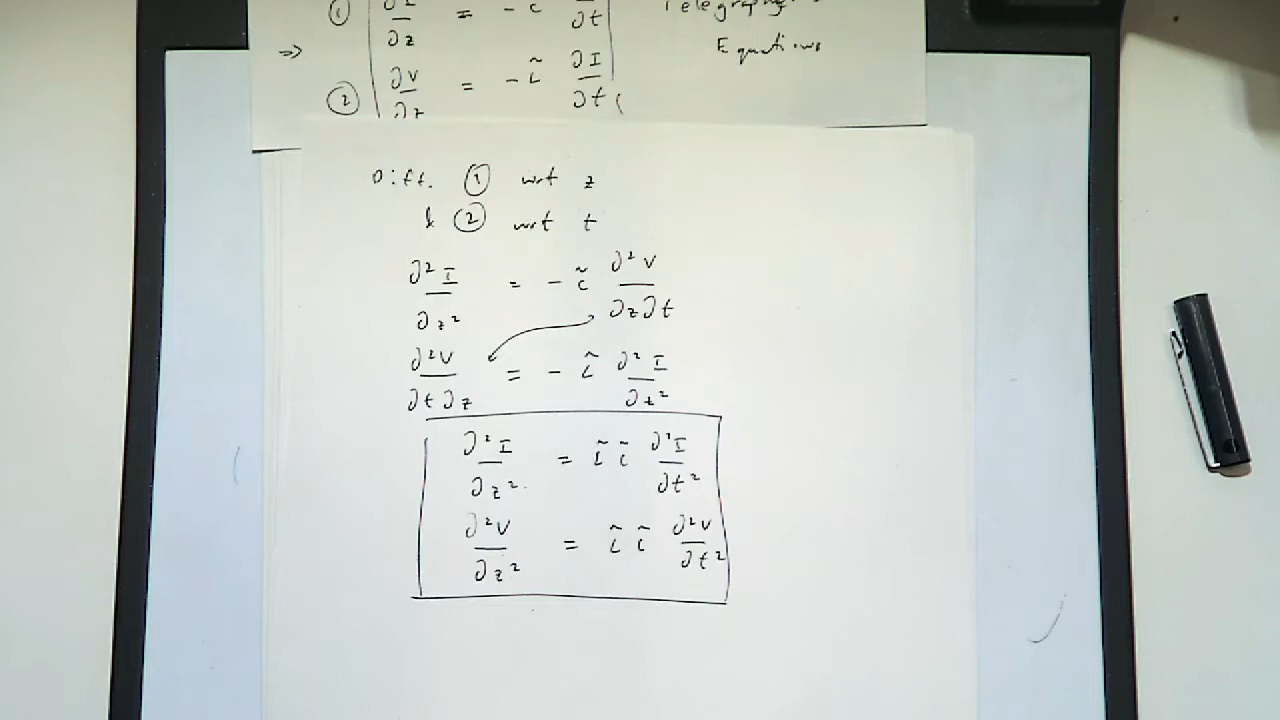 ① ∂I/∂z = - c̃ ∂V/∂t Telegrapher's
⇒ Equations
② ∂V/∂z = - L̃ ∂I/∂t
Diff. ① wrt z
& ② wrt t
∂²I/∂z² = - c̃ ∂²V/∂z∂t
∂²V/∂t∂z = - L̃ ∂²I/∂t²
∂²I/∂z² = L̃ c̃ ∂²I/∂t²
∂²V/∂z² = L̃ c̃ ∂²V/∂t²